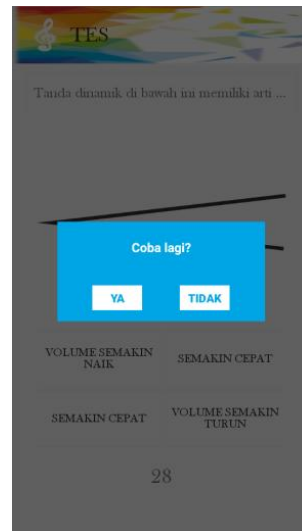 TES
Tanda dinamik di bawah ini memiliki arti ...
Coba lagi?
YA TIDAK
VOLUME SEMAKIN
NAIK
SEMAKIN CEPAT
SEMAKIN CEPAT
VOLUME SEMAKIN
TURUN
28